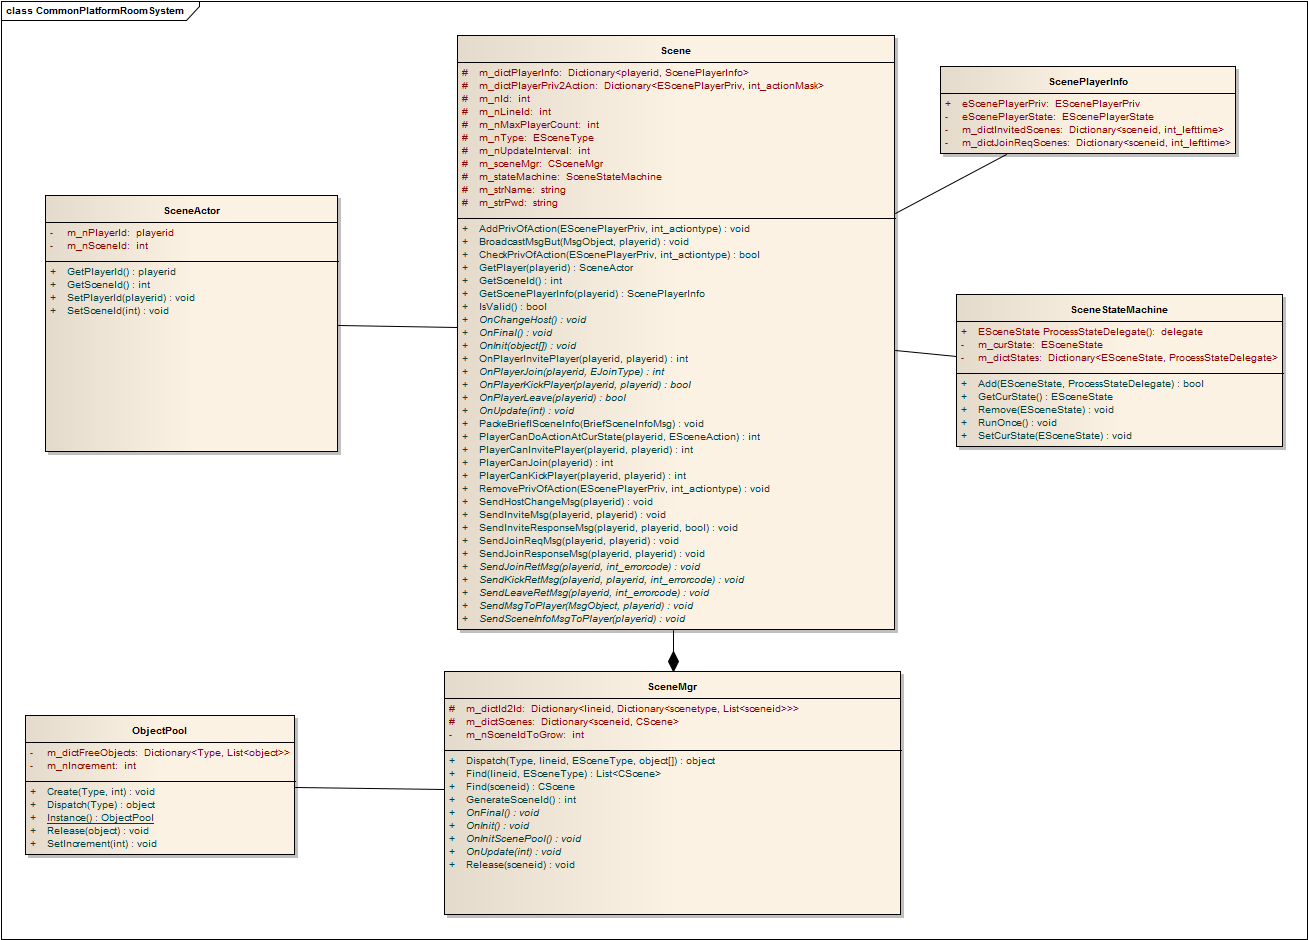 class CommonPlatformRoomSystem
Scene
# m_dictPlayerInfo: Dictionary<playerid, ScenePlayerInfo>
# m_dictPlayerPriv2Action: Dictionary<EScenePlayerPriv, int_actionMask>
# m_nId: int
# m_nLineId: int
# m_nMaxPlayerCount: int
# m_nType: ESceneType
# m_nUpdateInterval: int
# m_sceneMgr: CSceneMgr
# m_stateMachine: SceneStateMachine
# m_strName: string
# m_strPwd: string
+ AddPrivOfAction(EScenePlayerPriv, int_actiontype) : void
+ BroadcastMsgBut(MsgObject, playerid) : void
+ CheckPrivOfAction(EScenePlayerPriv, int_actiontype) : bool
+ GetPlayer(playerid) : SceneActor
+ GetSceneId() : int
+ GetScenePlayerInfo(playerid) : ScenePlayerInfo
+ IsValid() : bool
+ OnChangeHost() : void
+ OnFinal() : void
+ OnInit(object[]) : void
+ OnPlayerInvitePlayer(playerid, playerid) : int
+ OnPlayerJoin(playerid, EJoinType) : int
+ OnPlayerKickPlayer(playerid, playerid) : bool
+ OnPlayerLeave(playerid) : bool
+ OnUpdate(int) : void
+ PackeBriefISceneInfo(BriefSceneInfoMsg) : void
+ PlayerCanDoActionAtCurState(playerid, ESceneAction) : int
+ PlayerCanInvitePlayer(playerid, playerid) : int
+ PlayerCanJoin(playerid) : int
+ PlayerCanKickPlayer(playerid, playerid) : int
+ RemovePrivOfAction(EScenePlayerPriv, int_actiontype) : void
+ SendHostChangeMsg(playerid) : void
+ SendInviteMsg(playerid, playerid) : void
+ SendInviteResponseMsg(playerid, playerid, bool) : void
+ SendJoinReqMsg(playerid, playerid) : void
+ SendJoinResponseMsg(playerid, playerid) : void
+ SendJoinRetMsg(playerid, int_errorcode) : void
+ SendKickRetMsg(playerid, playerid, int_errorcode) : void
+ SendLeaveRetMsg(playerid, int_errorcode) : void
+ SendMsgToPlayer(MsgObject, playerid) : void
+ SendSceneInfoMsgToPlayer(playerid) : void
ScenePlayerInfo
+ eScenePlayerPriv: EScenePlayerPriv
- eScenePlayerState: EScenePlayerState
- m_dictInvitedScenes: Dictionary<sceneid, int_lefttime>
- m_dictJoinReqScenes: Dictionary<sceneid, int_lefttime>
SceneActor
- m_nPlayerId: playerid
- m_nSceneId: int
+ GetPlayerId() : playerid
+ GetSceneId() : int
+ SetPlayerId(playerid) : void
+ SetSceneId(int) : void
SceneStateMachine
+ ESceneState ProcessStateDelegate(): delegate
- m_curState: ESceneState
- m_dictStates: Dictionary<ESceneState, ProcessStateDelegate>
+ Add(ESceneState, ProcessStateDelegate) : bool
+ GetCurState() : ESceneState
+ Remove(ESceneState) : void
+ RunOnce() : void
+ SetCurState(ESceneState) : void
SceneMgr
# m_dictId2Id: Dictionary<lineid, Dictionary<scenetype, List<sceneid>>>
# m_dictScenes: Dictionary<sceneid, CScene>
- m_nSceneIdToGrow: int
+ Dispatch(Type, lineid, ESceneType, object[]) : object
+ Find(lineid, ESceneType) : List<CScene>
+ Find(sceneid) : CScene
+ GenerateSceneId() : int
+ OnFinal() : void
+ OnInit() : void
+ OnInitScenePool() : void
+ OnUpdate(int) : void
+ Release(sceneid) : void
ObjectPool
- m_dictFreeObjects: Dictionary<Type, List<object>>
- m_nIncrement: int
+ Create(Type, int) : void
+ Dispatch(Type) : object
+ Instance() : ObjectPool
+ Release(object) : void
+ SetIncrement(int) : void